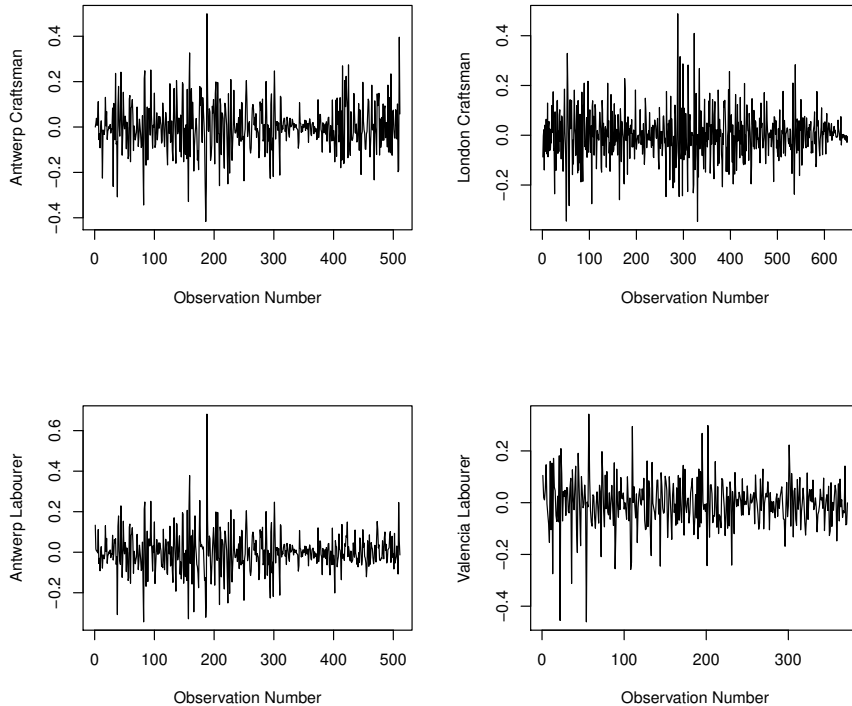 Antwerp Craftsman
0.4
0.2
0.0
−0.2
−0.4
0 100 200 300 400 500
Observation Number
London Craftsman
0.4
0.2
0.0
−0.2
0 100 200 300 400 500 600
Observation Number
Antwerp Labourer
0.6
0.4
0.2
0.0
−0.2
0 100 200 300 400 500
Observation Number
Valencia Labourer
0.2
0.0
−0.2
−0.4
0 100 200 300
Observation Number